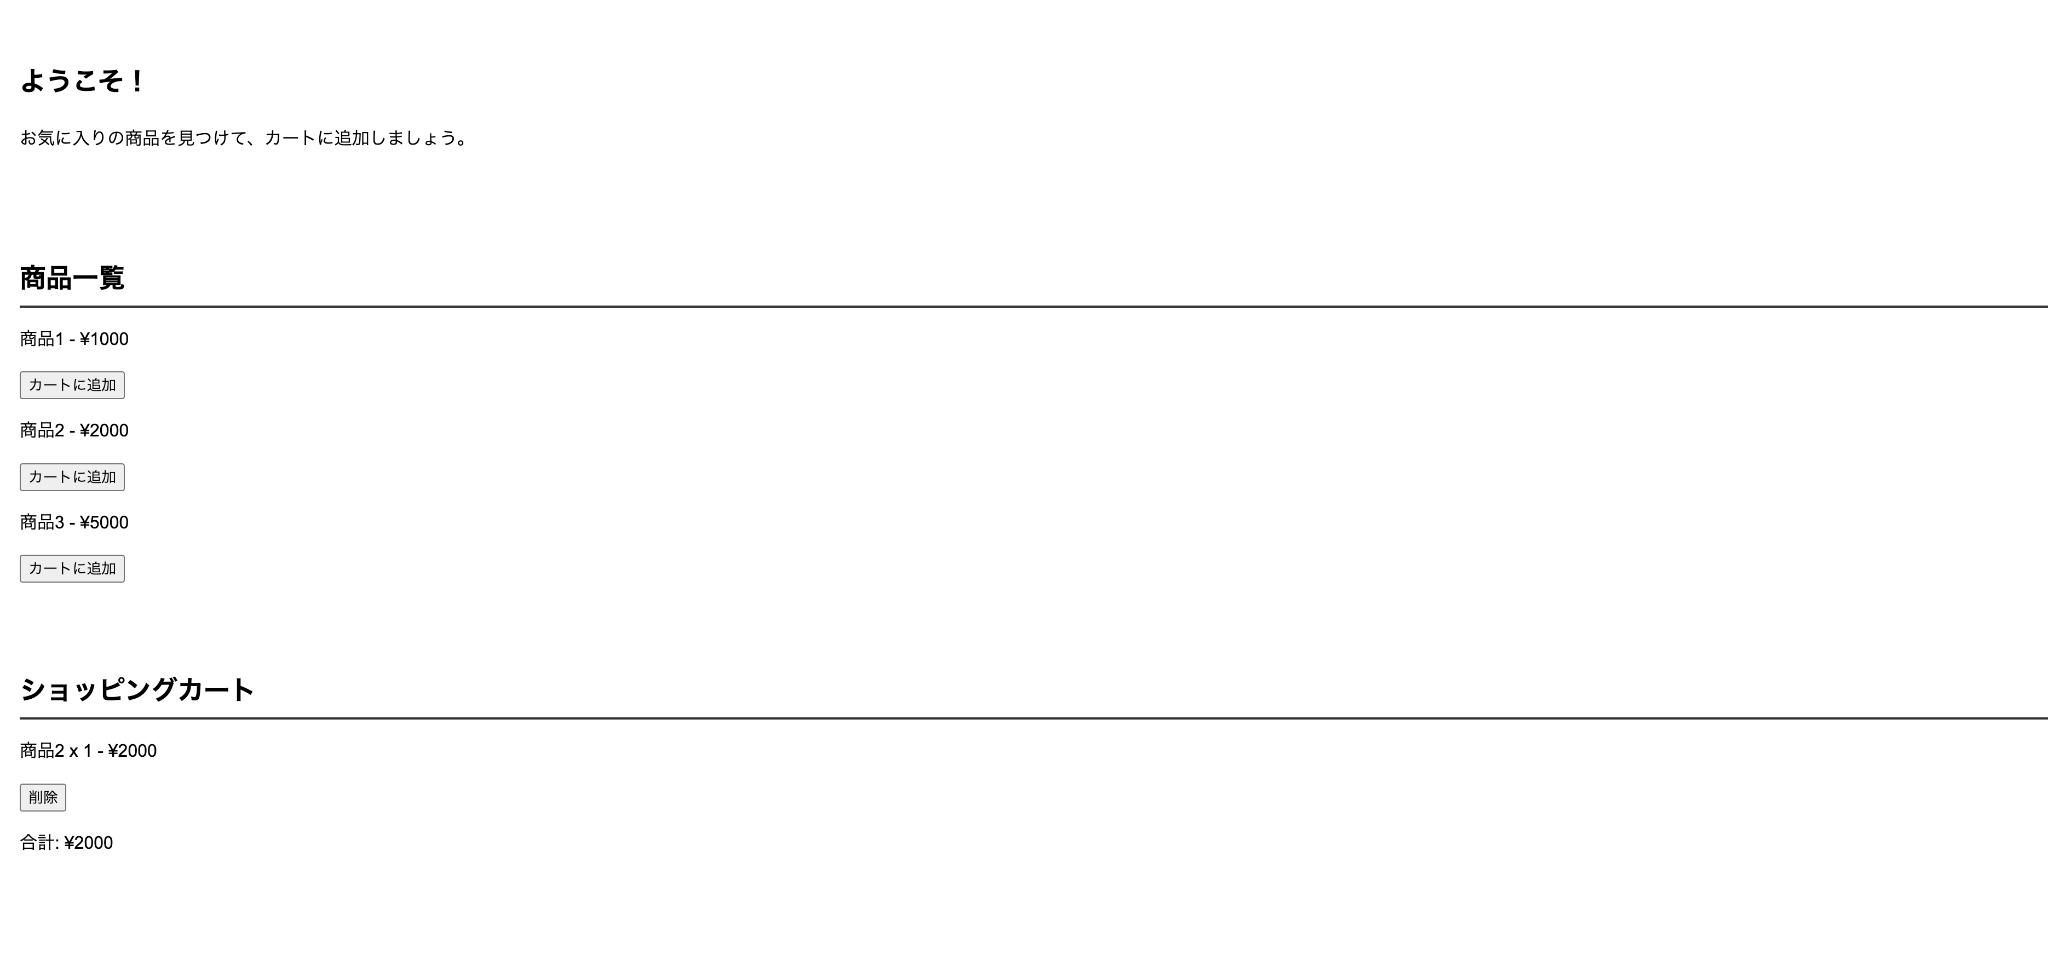 ようこそ！
お気に入りの商品を見つけて、カートに追加しましょう。
商品一覧
商品1 - ¥1000
カートに追加
商品2 - ¥2000
カートに追加
商品3 - ¥5000
カートに追加
ショッピングカート
商品2 x 1 - ¥2000
削除
合計: ¥2000